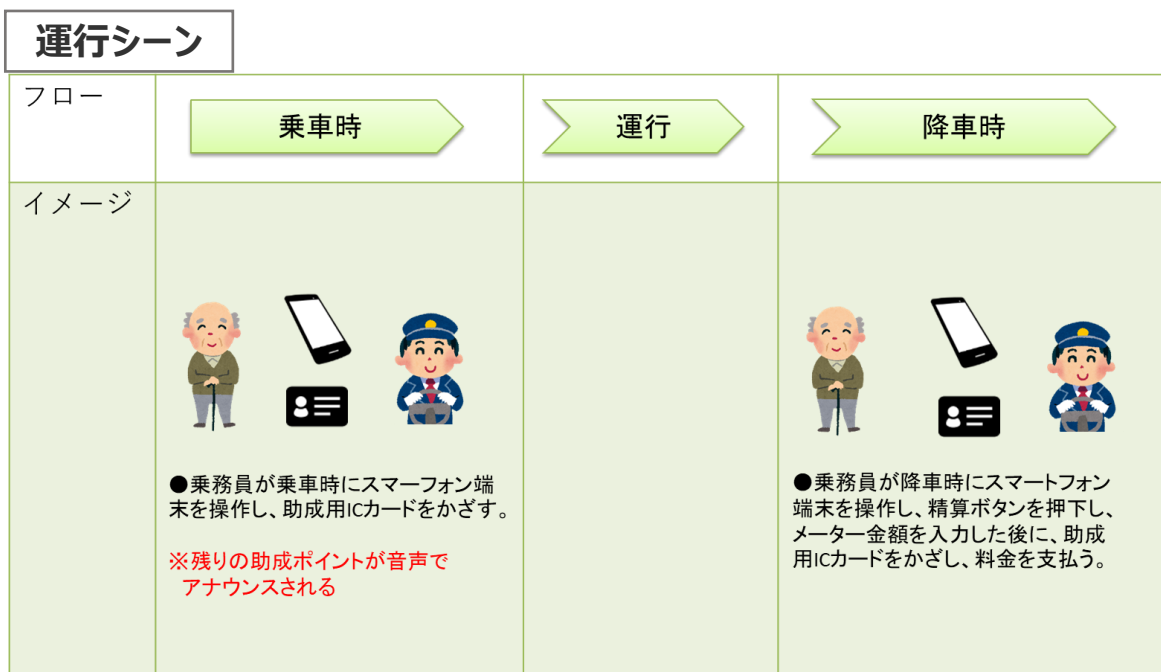 運行シーン
フロー
乗車時
運行
降車時
イメージ
●乗務員が乗車時にスマーフォン端
末を操作し、助成用ICカードをかざす。
※残りの助成ポイントが音声で
アナウンスされる
●乗務員が降車時にスマートフォン
端末を操作し、精算ボタンを押下し、
メーター金額を入力した後に、助成
用ICカードをかざし、料金を支払う。